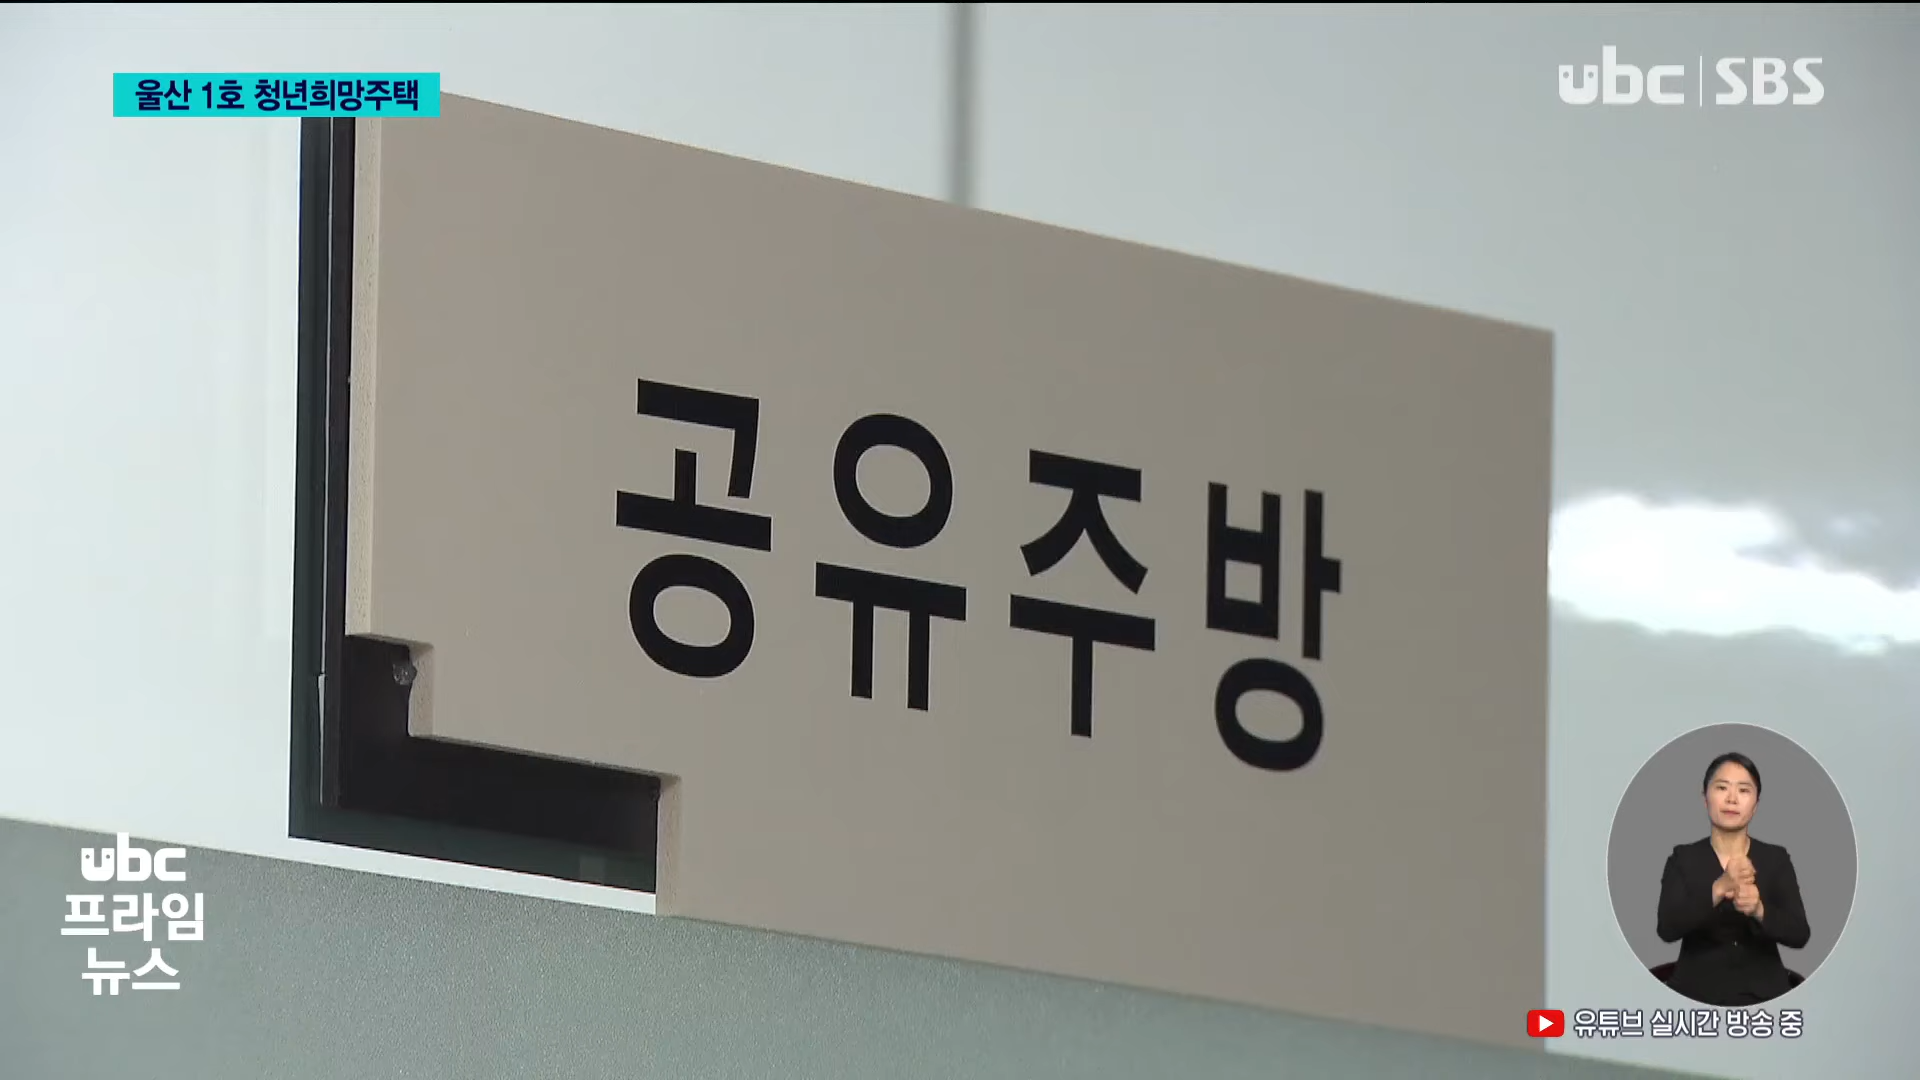 울산 1호 청년희망주택
ubc SBS
공유주방
ubc
프라임
뉴스
유튜브 실시간 방송 중